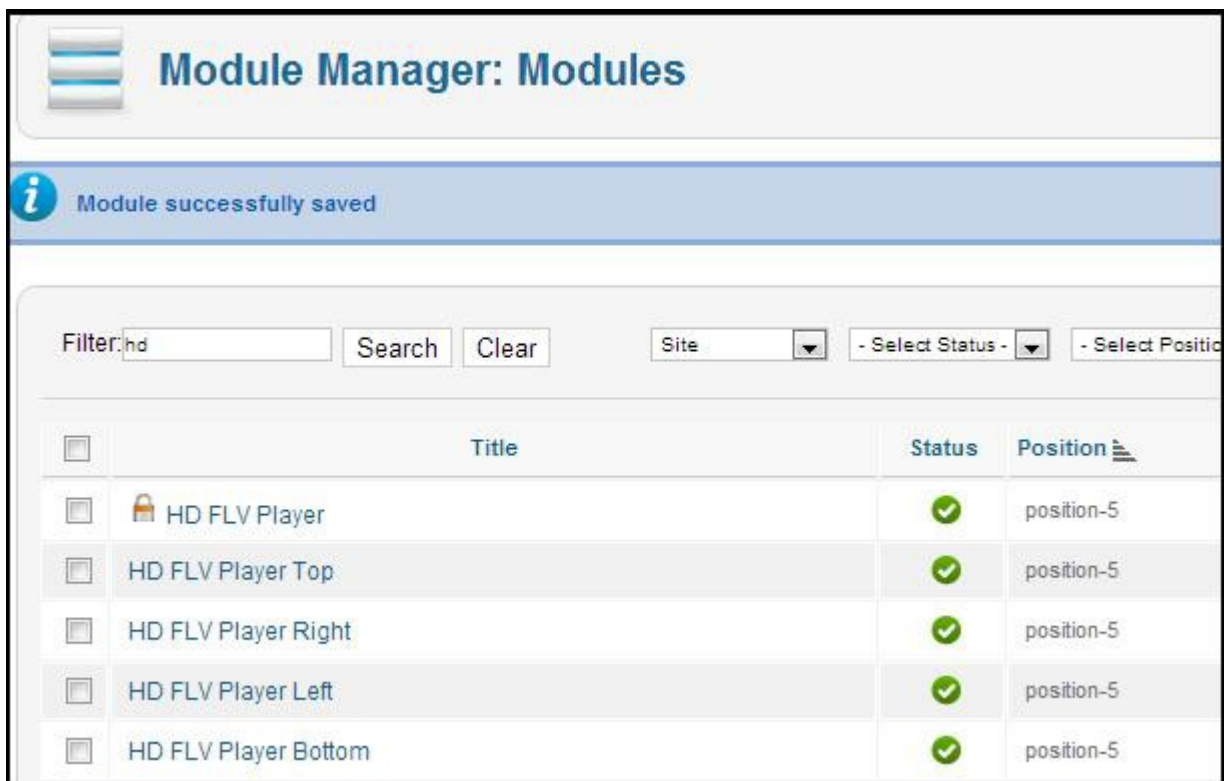 Module Manager: Modules
i Module successfully saved
Filter: hd Search Clear Site - Select Status - - Select Positio
Title Status Position
HD FLV Player position-5
HD FLV Player Top position-5
HD FLV Player Right position-5
HD FLV Player Left position-5
HD FLV Player Bottom position-5